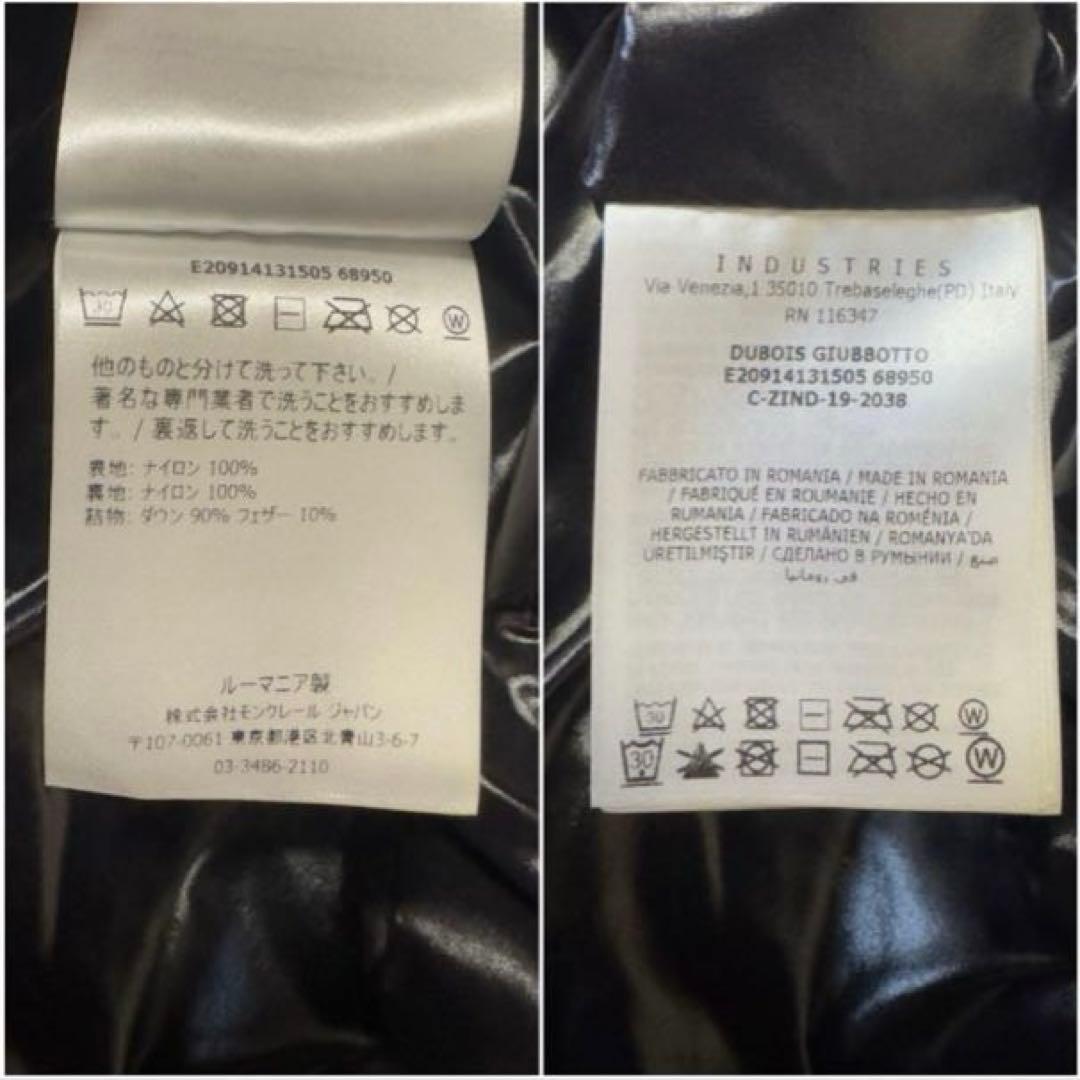 E20914131505 68950
30
W
他のものと分けて洗って下さい。/
著名な専門業者で洗うことをおすすめしま
す。/ 裏返して洗うことをおすすめします。
表地: ナイロン 100%
裏地: ナイロン 100%
詰物: ダウン 90% フェザー 10%
ルーマニア製
株式会社モンクレール ジャパン
〒107-0061 東京都港区北青山3-6-7
03-3486-2110
INDUSTRIES
Via Venezia,1 35010 Trebaseleghe(PD) Italy
RN 116347
DUBOIS GIUBBOTTO
E20914131505 68950
C-ZIND-19-2038
FABBRICATO IN ROMANIA / MADE IN ROMANIA
/ FABRIQUÉ EN ROUMANIE / HECHO EN
RUMANIA / FABRICADO NA ROMÉNIA /
HERGESTELLT IN RUMÄNIEN / ROMANYA'DA
ÜRETILMIŞTIR / СДЕЛАНО В РУМЫНИИ / صنع
في رومانيا
30
W
30
W